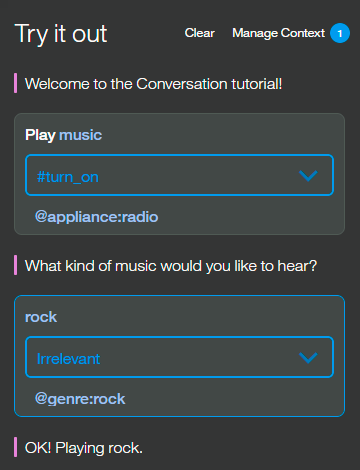 Try it out Clear Manage Context 1
Welcome to the Conversation tutorial!
Play music
#turn_on
@appliance:radio
What kind of music would you like to hear?
rock
Irrelevant
@genre:rock
OK! Playing rock.